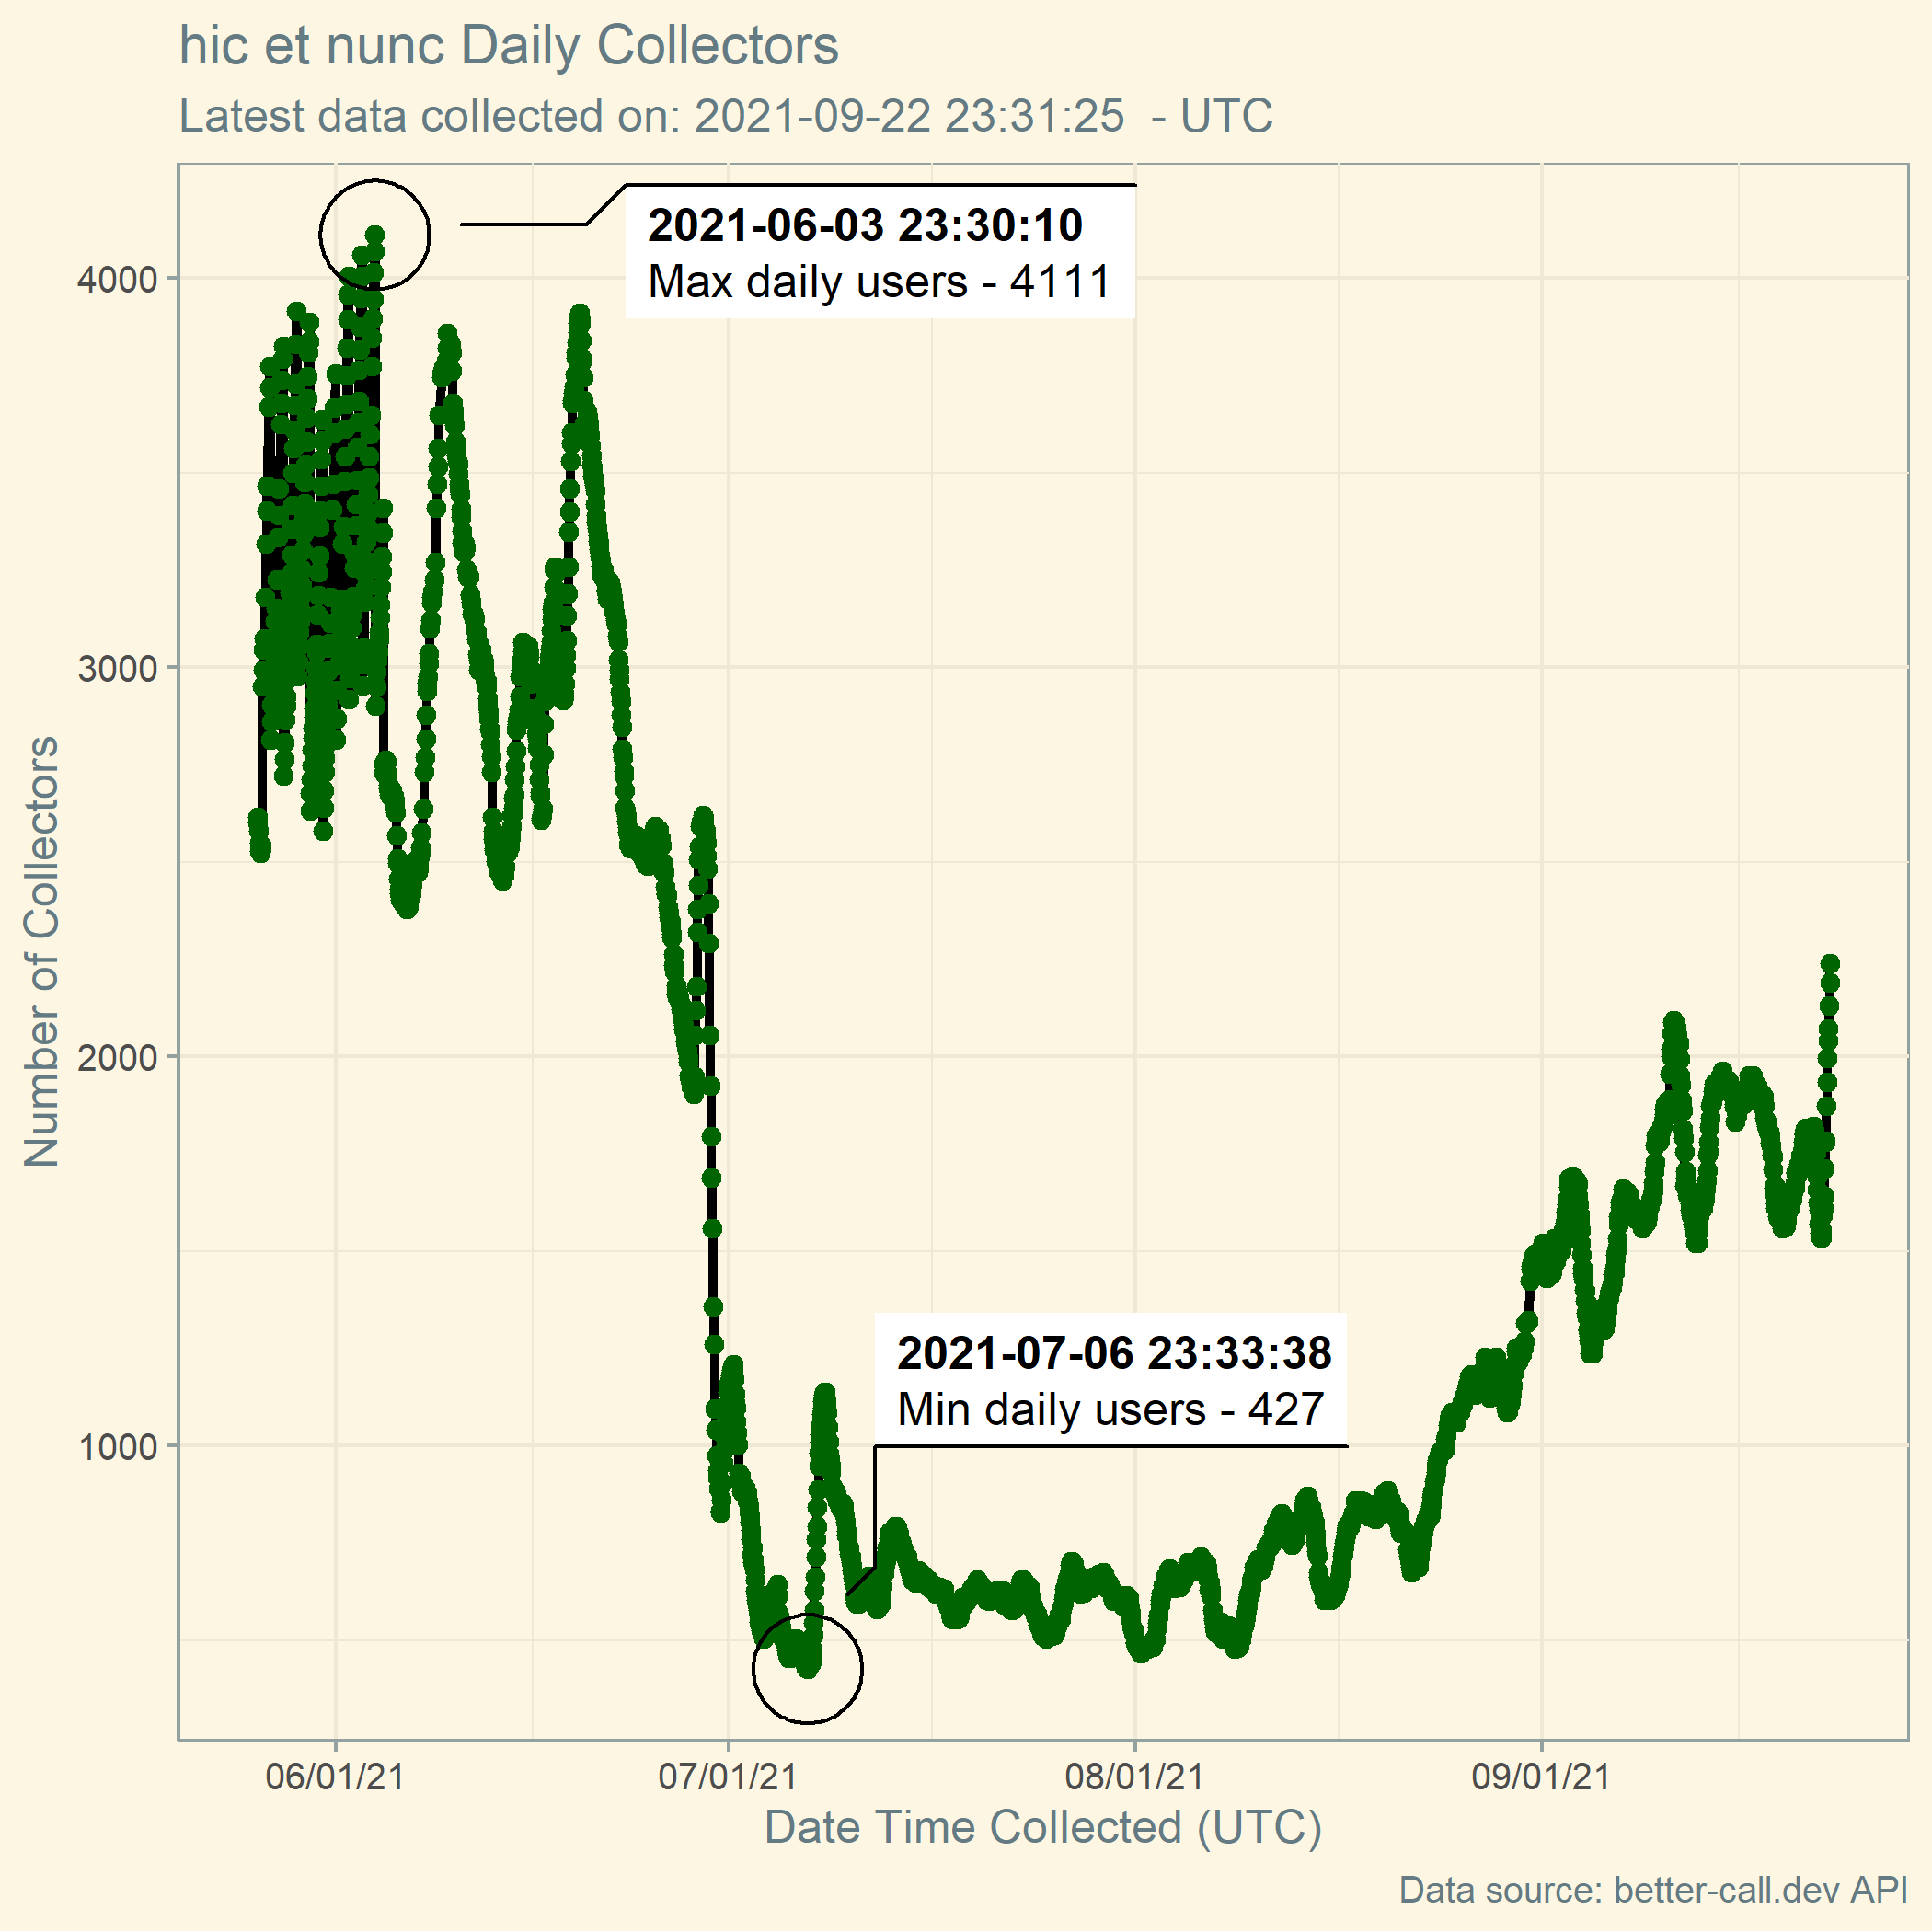 hic et nunc Daily Collectors
Latest data collected on: 2021-09-22 23:31:25  - UTC
2021-06-03 23:30:10
Max daily users - 4111
4000
3000
2000
1000
Number of Collectors
2021-07-06 23:33:38
Min daily users - 427
06/01/21 07/01/21 08/01/21 09/01/21
Date Time Collected (UTC)
Data source: better-call.dev API